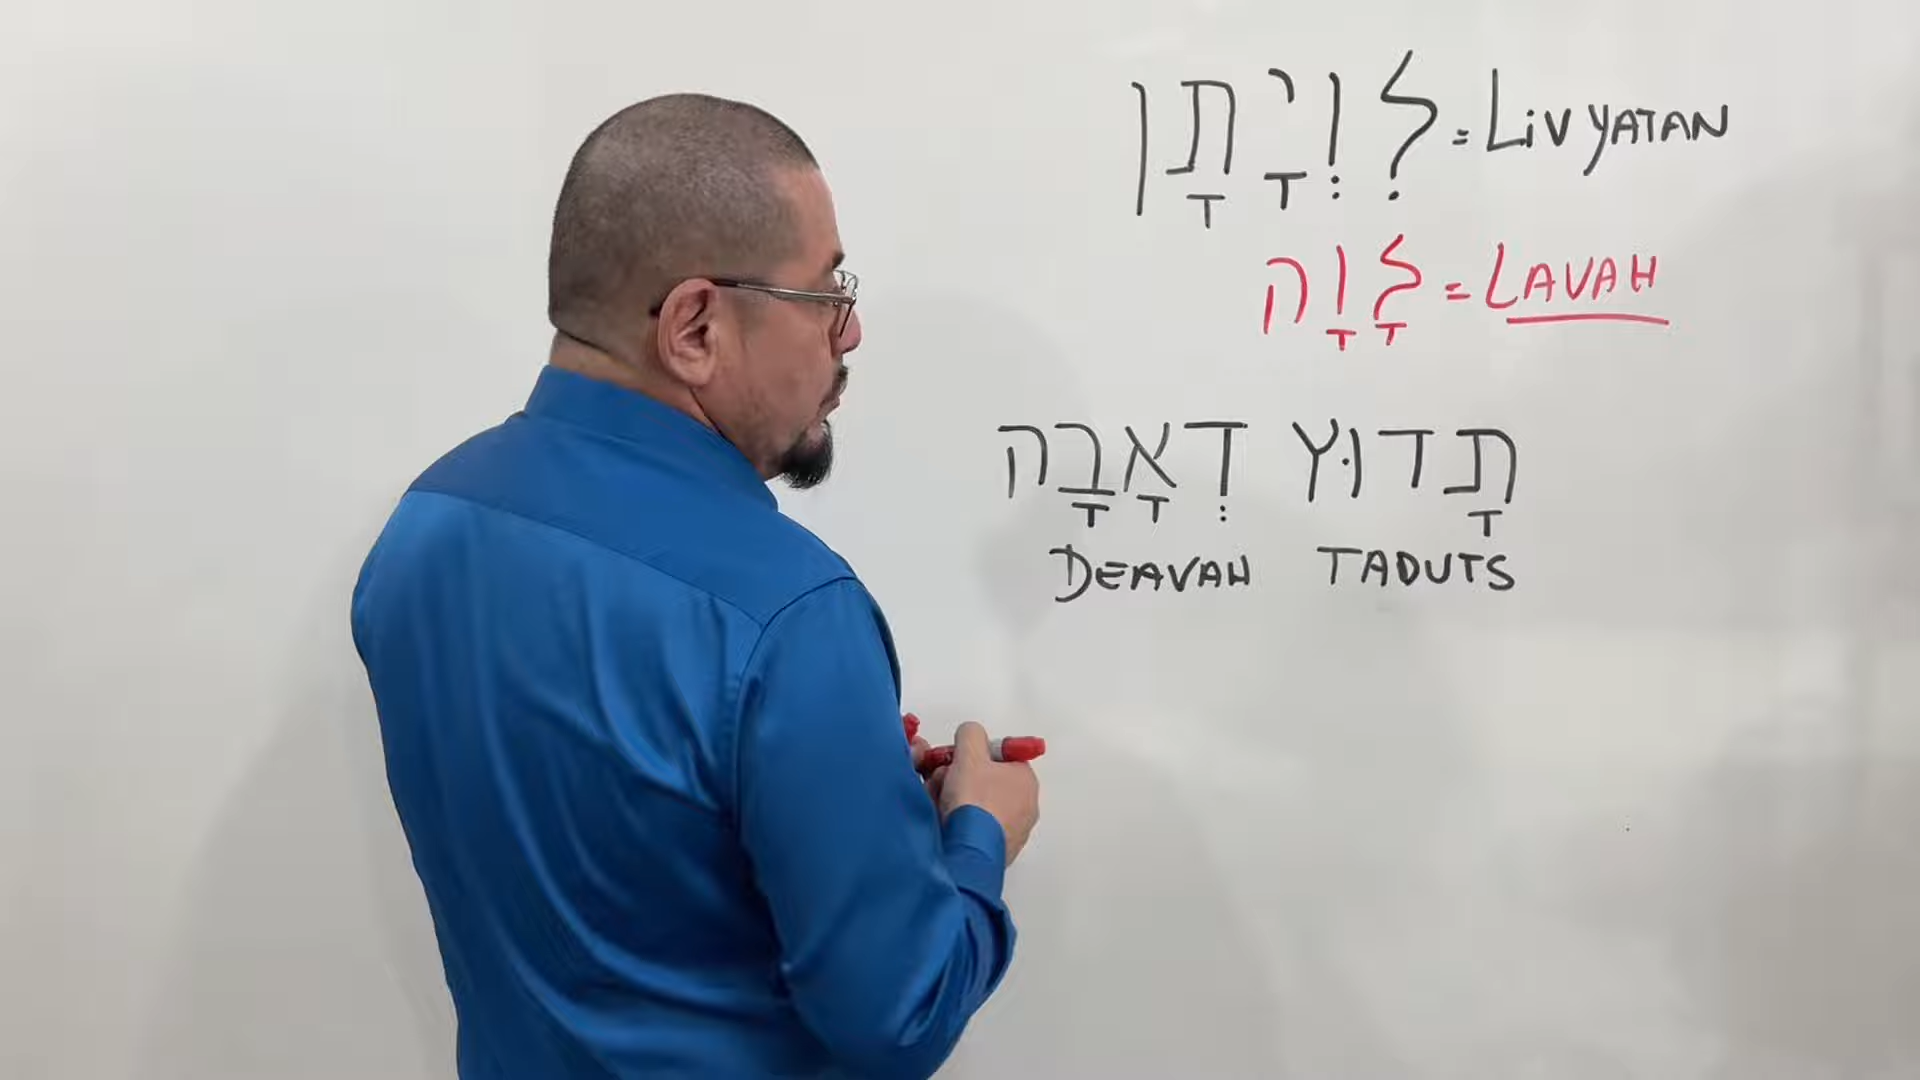 לִוְיָתָן = LivYATAN
לָוָה = LAVAH
תָדוּץ דְאָבָה
DEAVAH TADUTS